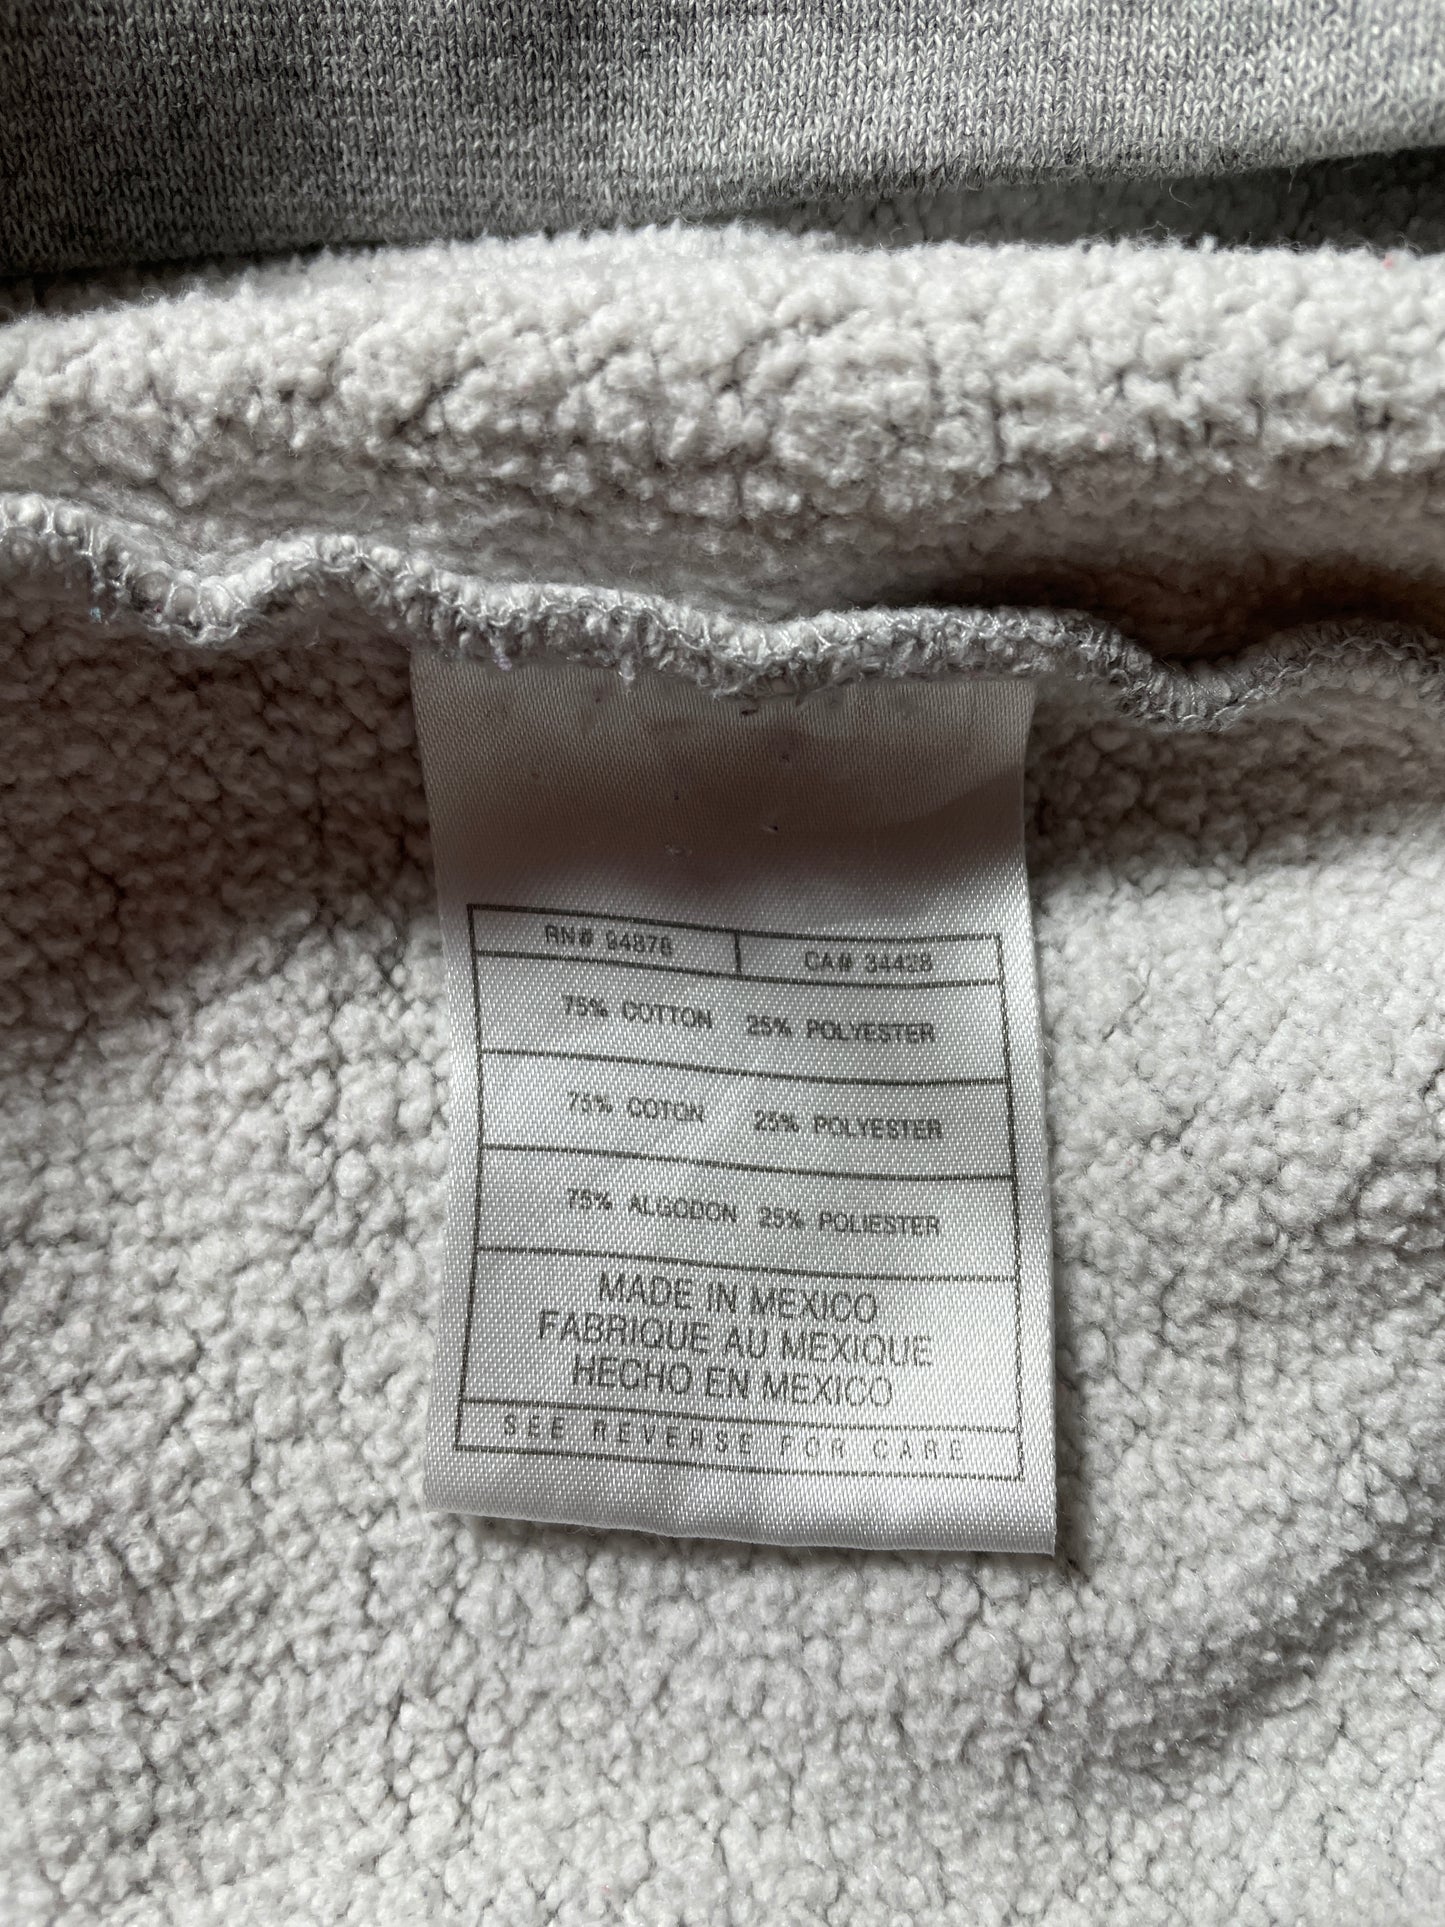 RN# 94878 CA# 34428
75% COTTON 25% POLYESTER
75% COTON 25% POLYESTER
75% ALGODON 25% POLIESTER
MADE IN MEXICO
FABRIQUE AU MEXIQUE
HECHO EN MEXICO
SEE REVERSE FOR CARE